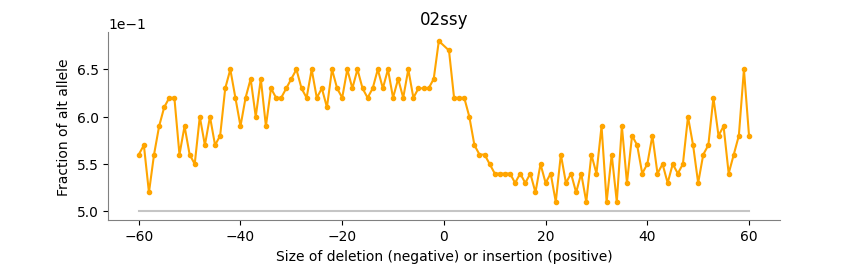 02ssy
1e−1
6.5
6.0
5.5
5.0
Fraction of alt allele
−60
−40
−20
0
20
40
60
Size of deletion (negative) or insertion (positive)